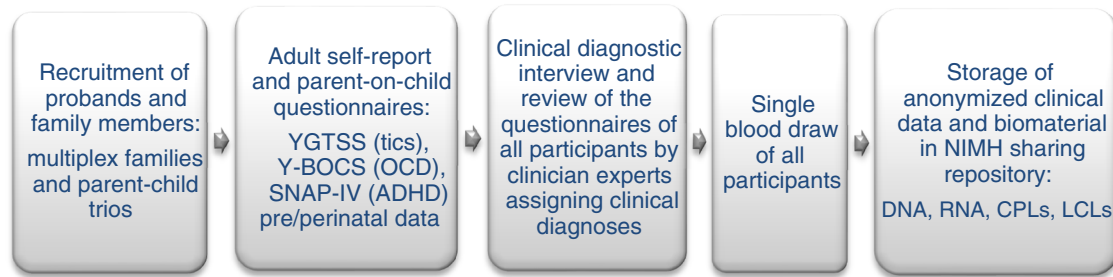 Recruitment of
probands and
family members:
multiplex families
and parent-child
trios
Adult self-report
and parent-on-child
questionnaires:
YGTSS (tics),
Y-BOCS (OCD),
SNAP-IV (ADHD)
pre/perinatal data
Clinical diagnostic
interview and
review of the
questionnaires of
all participants by
clinician experts
assigning clinical
diagnoses
Single
blood draw
of all
participants
Storage of
anonymized clinical
data and biomaterial
in NIMH sharing
repository:
DNA, RNA, CPLs, LCLs